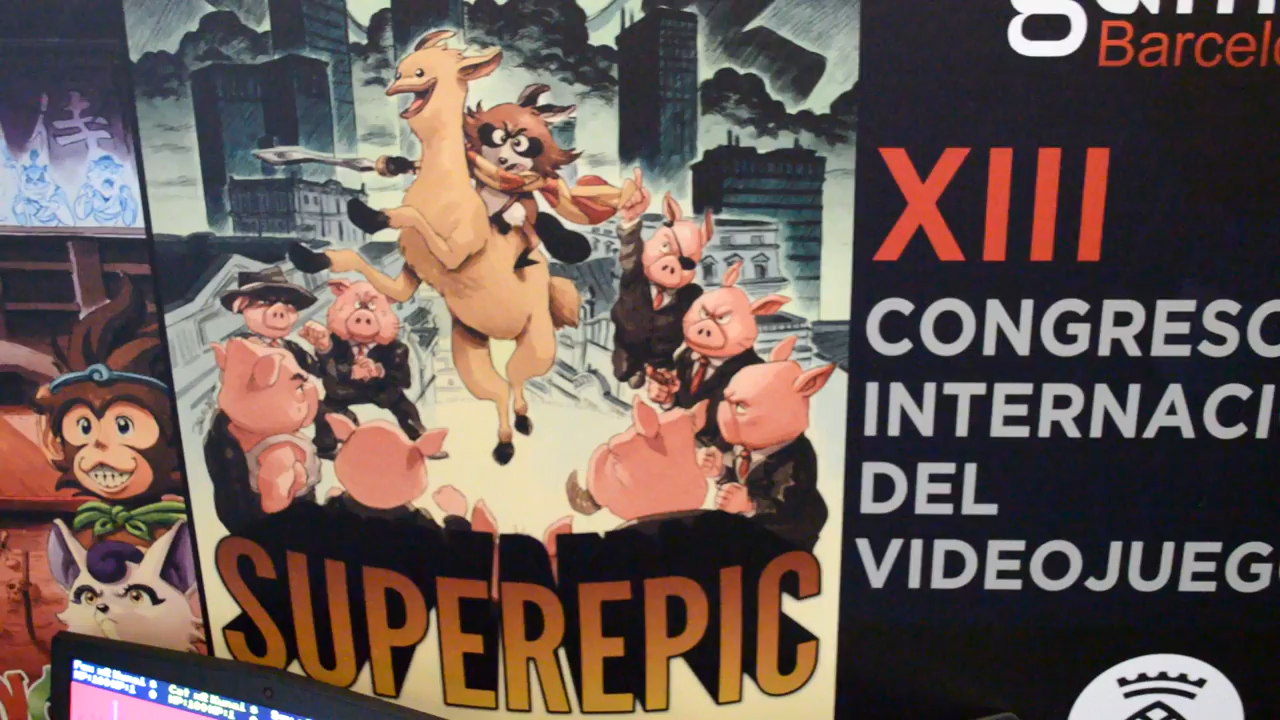 Barcel
XIII
CONGRESO
INTERNACI
DEL
VIDEOJUEG
SUPEREPIC